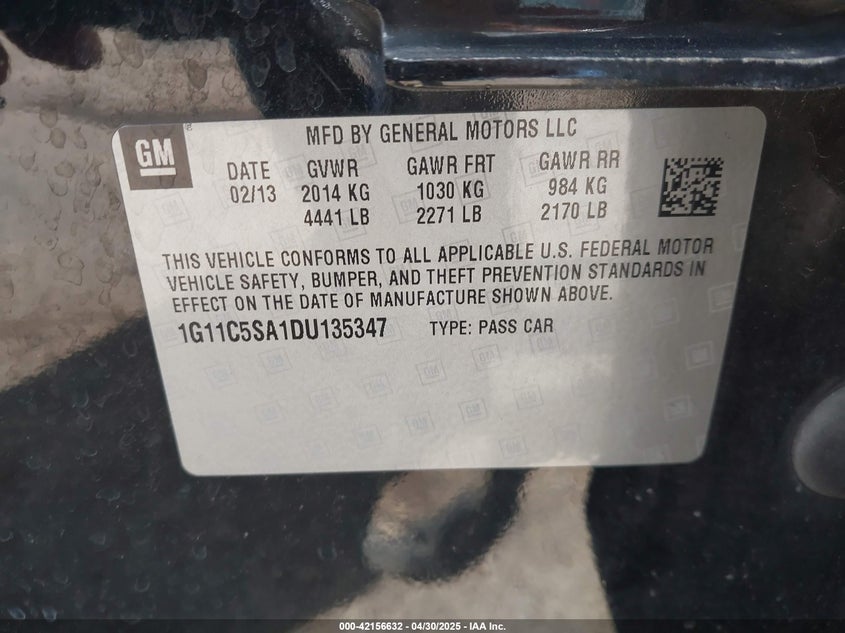 GM
MFD BY GENERAL MOTORS LLC
DATE GVWR GAWR FRT GAWR RR
02/13 2014 KG 1030 KG 984 KG
4441 LB 2271 LB 2170 LB
THIS VEHICLE CONFORMS TO ALL APPLICABLE U.S. FEDERAL MOTOR
VEHICLE SAFETY, BUMPER, AND THEFT PREVENTION STANDARDS IN
EFFECT ON THE DATE OF MANUFACTURE SHOWN ABOVE.
1G11C5SA1DU135347 TYPE: PASS CAR
000-42156632 - 04/30/2025 - IAA Inc.